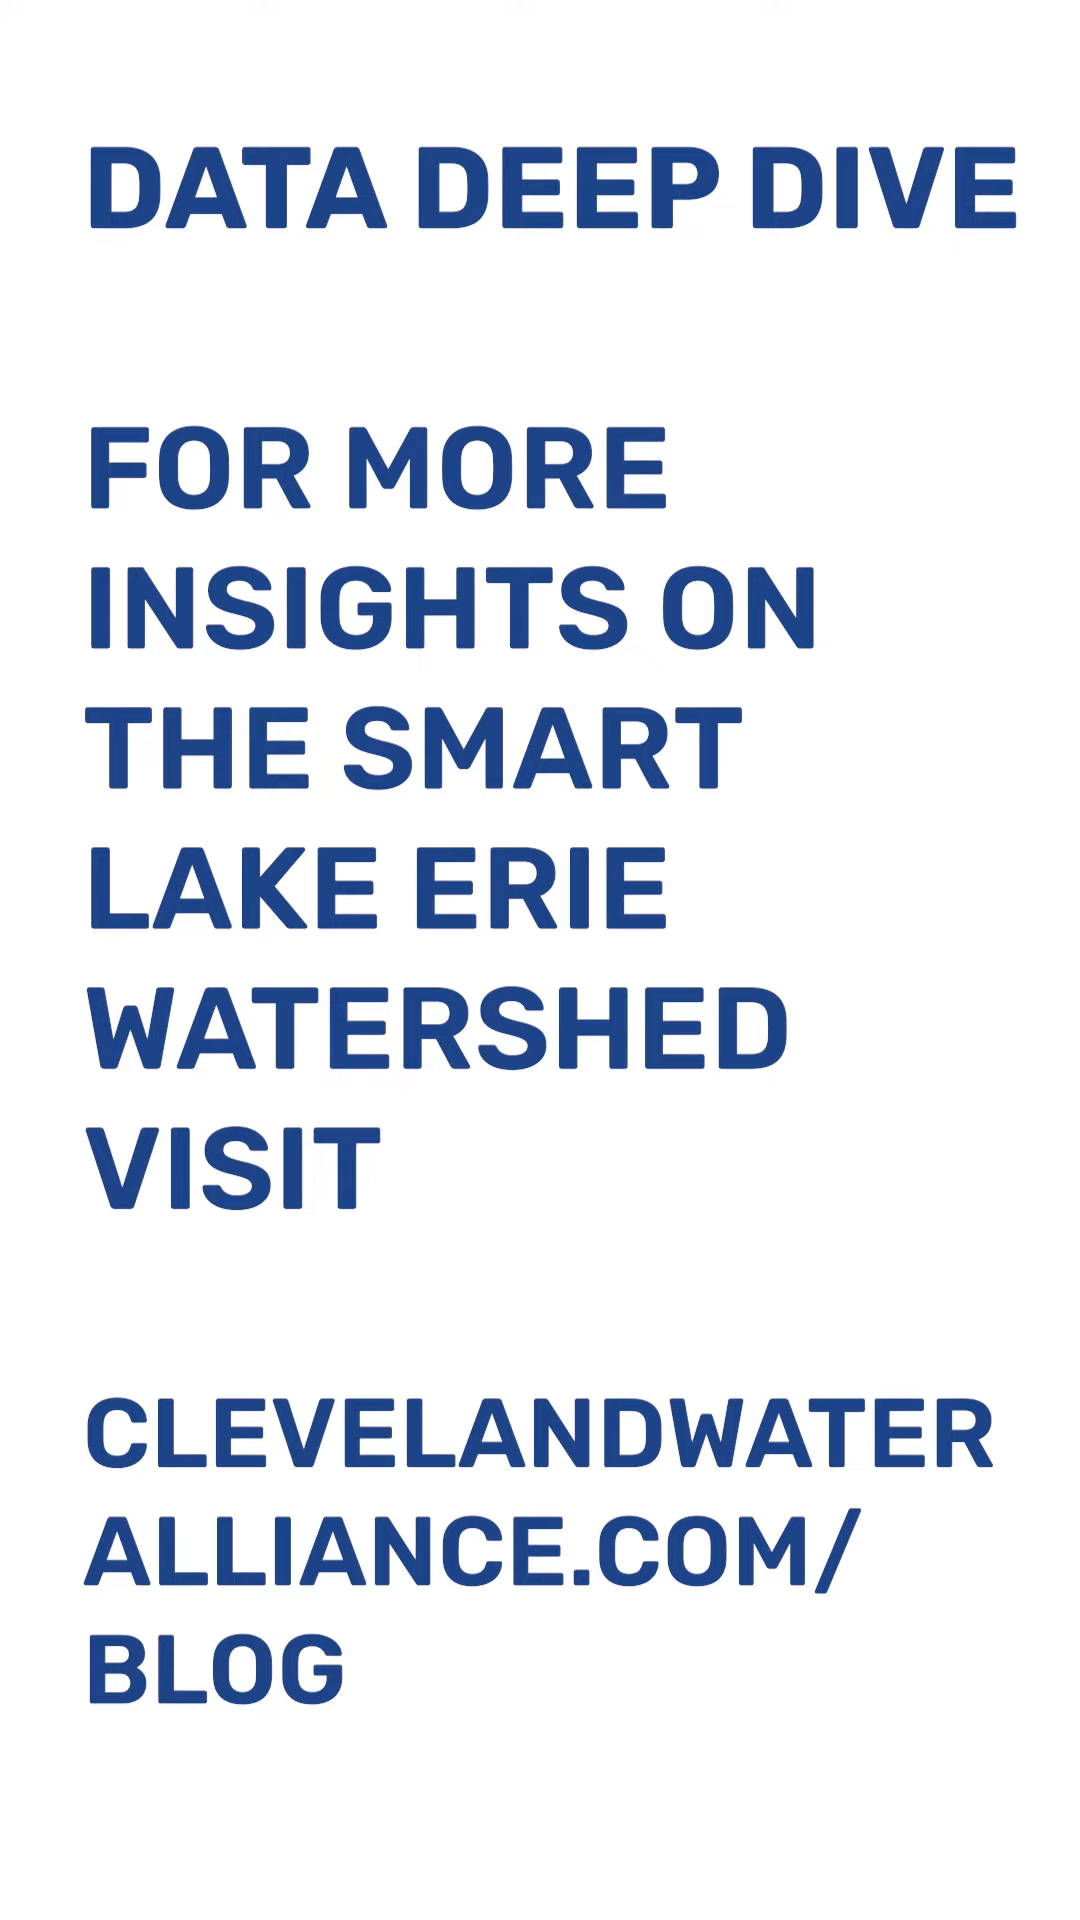 DATA DEEP DIVE
FOR MORE
INSIGHTS ON
THE SMART
LAKE ERIE
WATERSHED
VISIT
CLEVELANDWATER
ALLIANCE.COM/
BLOG